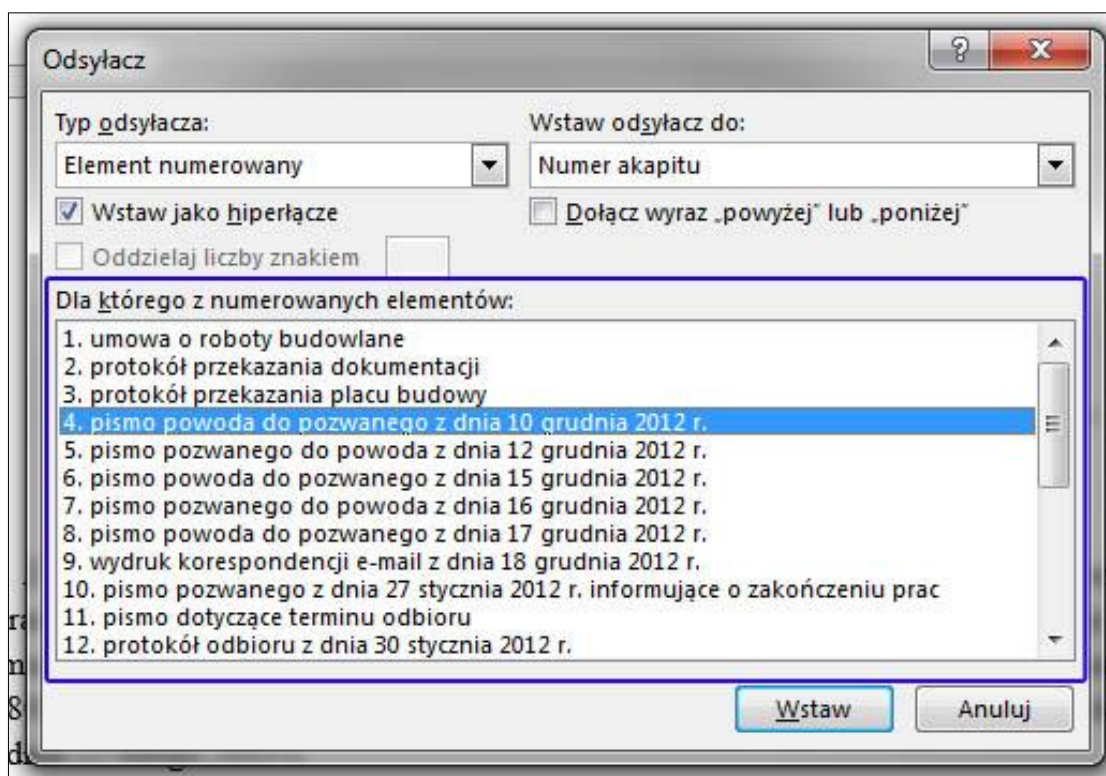 Odsyłacz
?
X
Typ odsyłacza:
Wstaw odsyłacz do:
Element numerowany
Numer akapitu
Wstaw jako hiperłącze
Dołącz wyraz „powyżej” lub „poniżej”
Oddzielaj liczby znakiem
Dla którego z numerowanych elementów:
1. umowa o roboty budowlane
2. protokół przekazania dokumentacji
3. protokół przekazania placu budowy
4. pismo powoda do pozwanego z dnia 10 grudnia 2012 r.
5. pismo pozwanego do powoda z dnia 12 grudnia 2012 r.
6. pismo powoda do pozwanego z dnia 15 grudnia 2012 r.
7. pismo pozwanego do powoda z dnia 16 grudnia 2012 r.
8. pismo powoda do pozwanego z dnia 17 grudnia 2012 r.
9. wydruk korespondencji e-mail z dnia 18 grudnia 2012 r.
10. pismo pozwanego z dnia 27 stycznia 2012 r. informujące o zakończeniu prac
11. pismo dotyczące terminu odbioru
12. protokół odbioru z dnia 30 stycznia 2012 r.
Wstaw
Anuluj